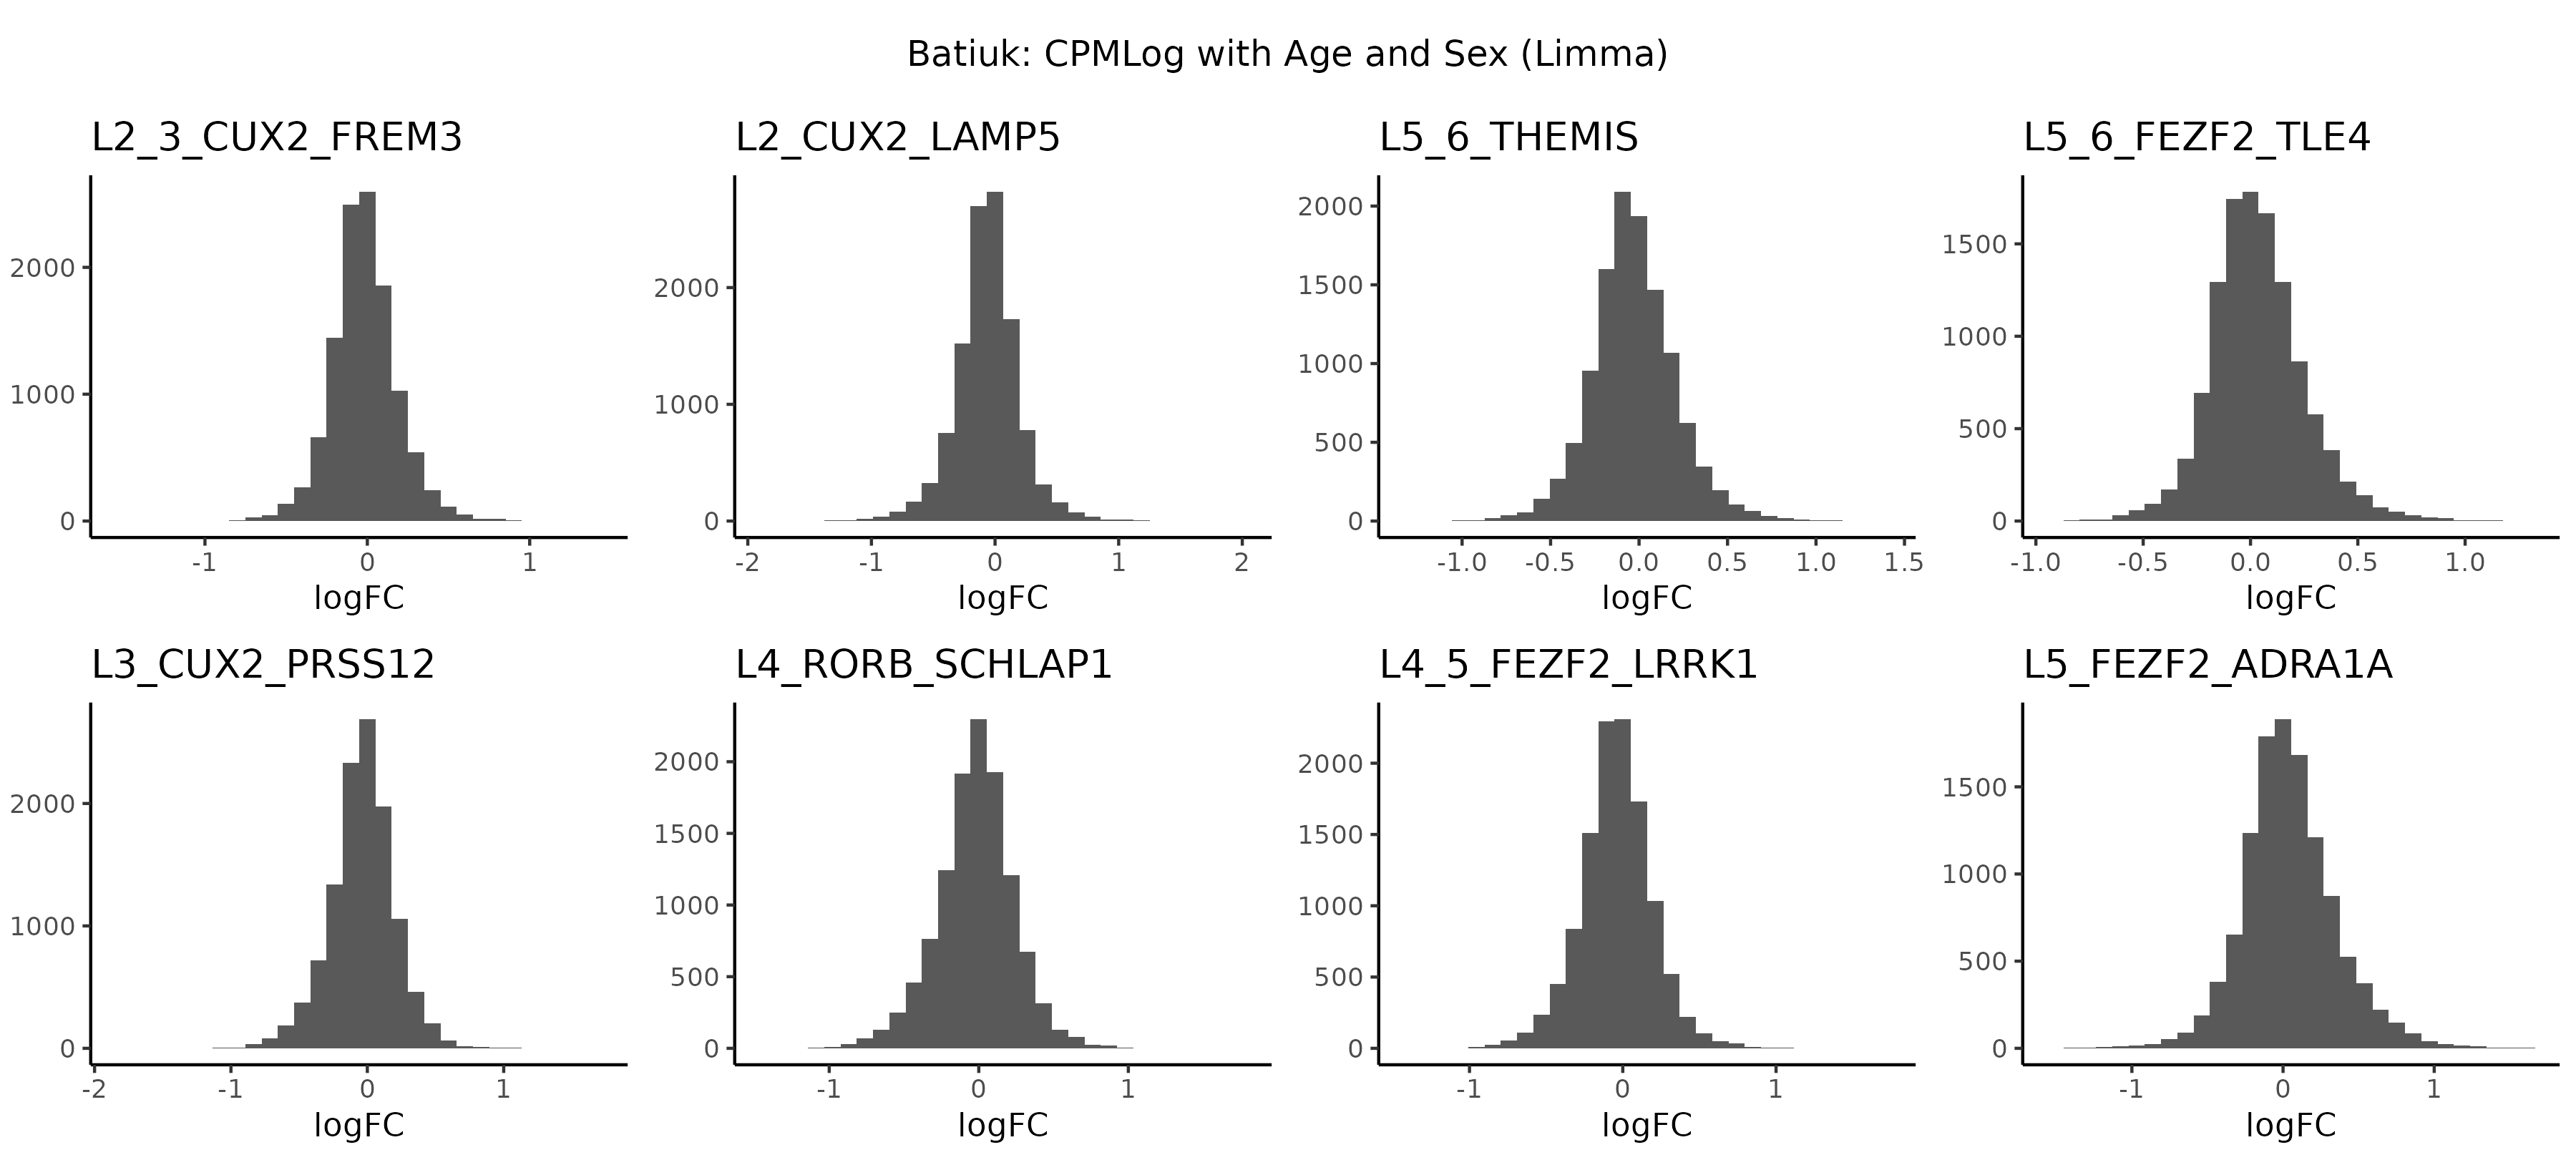 Batiuk: CPMLog with Age and Sex (Limma)
L2_3_CUX2_FREM3
2000
1000
0
-1 0 1
logFC
L2_CUX2_LAMP5
2000
1000
0
-2 -1 0 1 2
logFC
L5_6_THEMIS
2000
1500
1000
500
0
-1.0 -0.5 0.0 0.5 1.0 1.5
logFC
L5_6_FEZF2_TLE4
1500
1000
500
0
-1.0 -0.5 0.0 0.5 1.0
logFC
L3_CUX2_PRSS12
2000
1000
0
-2 -1 0 1
logFC
L4_RORB_SCHLAP1
2000
1500
1000
500
0
-1 0 1
logFC
L4_5_FEZF2_LRRK1
2000
1500
1000
500
0
-1 0 1
logFC
L5_FEZF2_ADRA1A
1500
1000
500
0
-1 0 1
logFC